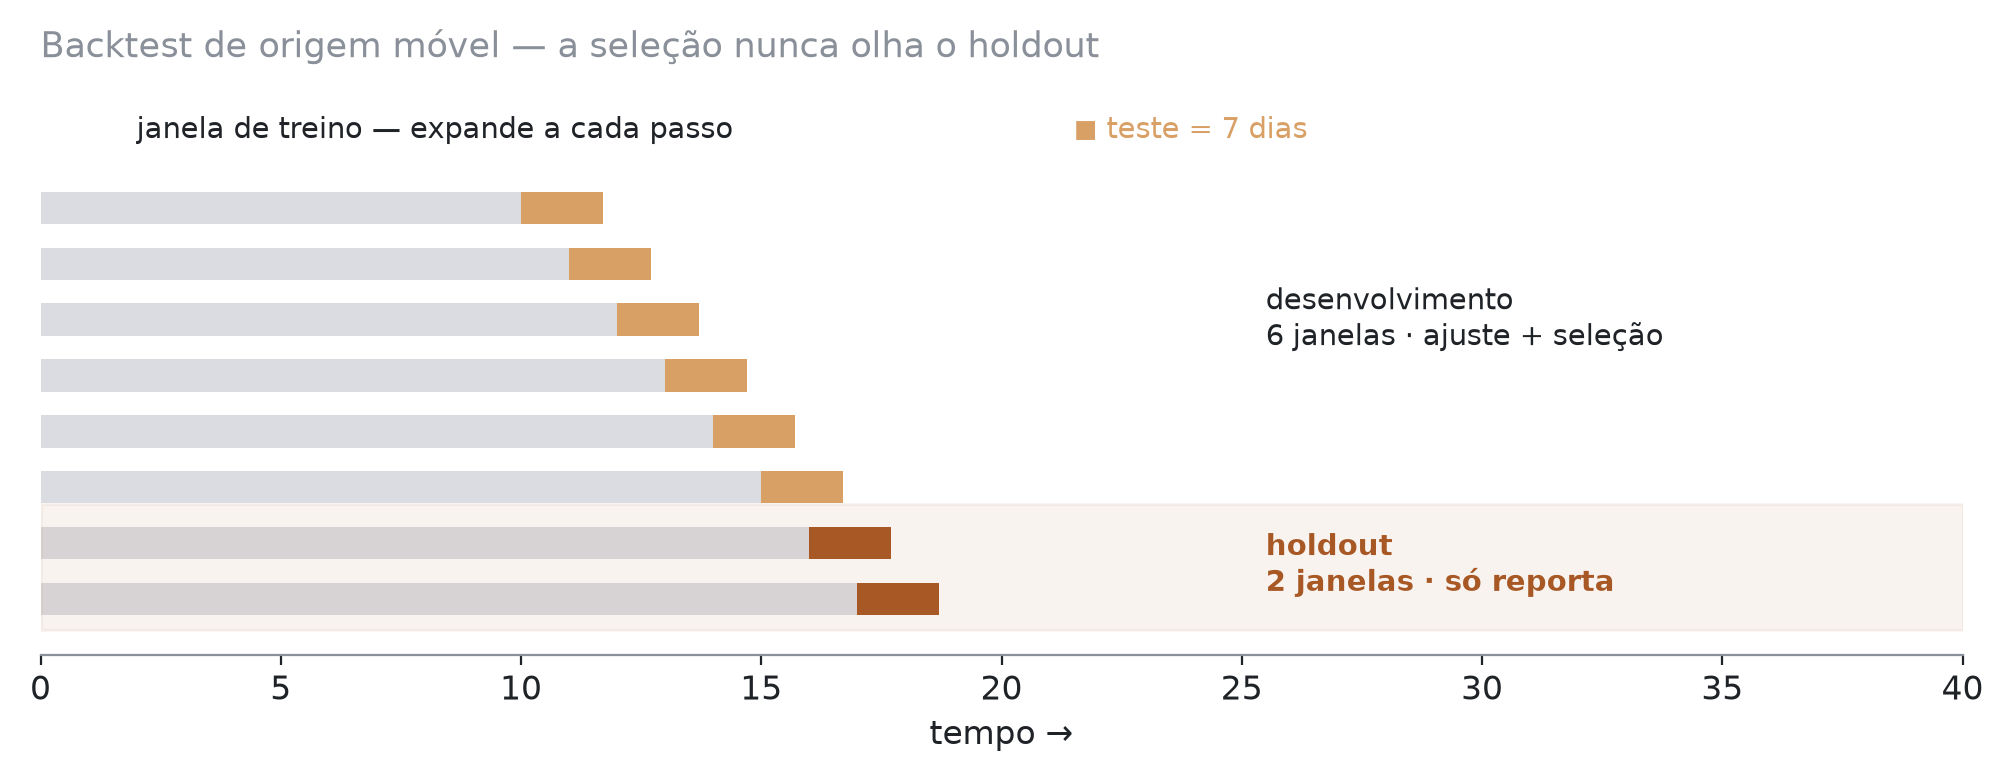 Backtest de origem móvel — a seleção nunca olha o holdout
janela de treino — expande a cada passo
■ teste = 7 dias
desenvolvimento
6 janelas · ajuste + seleção
holdout
2 janelas · só reporta
0 5 10 15 20 25 30 35 40
tempo →